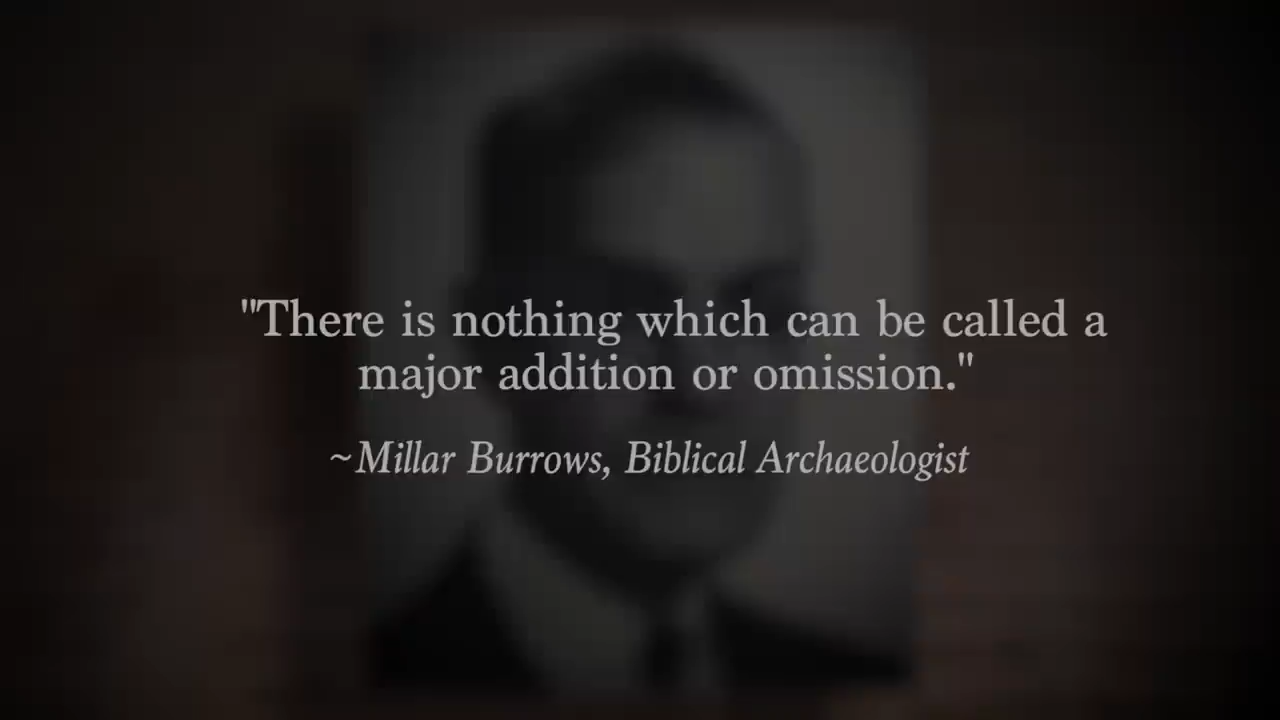 "There is nothing which can be called a
major addition or omission."
~Millar Burrows, Biblical Archaeologist